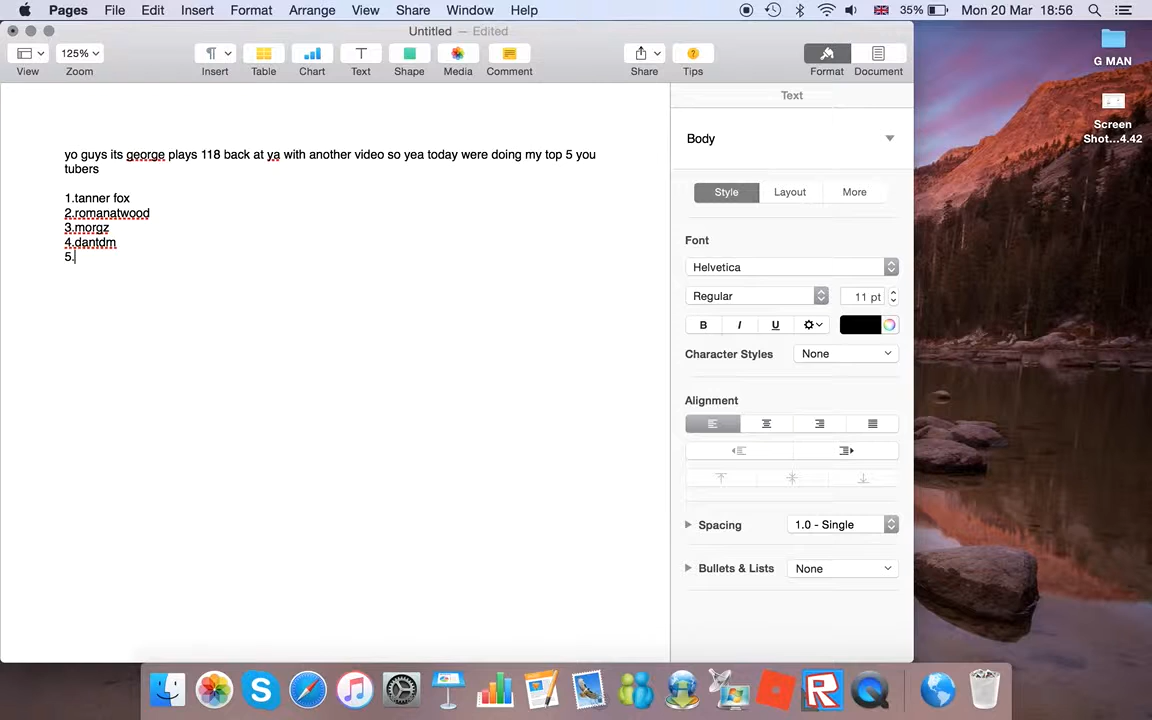 Pages File Edit Insert Format Arrange View Share Window Help 35% Mon 20 Mar 18:56
Untitled — Edited
125%
View Zoom Insert Table Chart Text Shape Media Comment Share Tips Format Document
G MAN
Screen
Shot...4.42
Text
Body
Style Layout More
yo guys its george plays 118 back at ya with another video so yea today were doing my top 5 you
tubers
1.tanner fox
2.romanatwood
3.morgz
4.dantdm
5.
Font
Helvetica
Regular 11 pt
B I U
Character Styles None
Alignment
Spacing 1.0 - Single
Bullets & Lists None